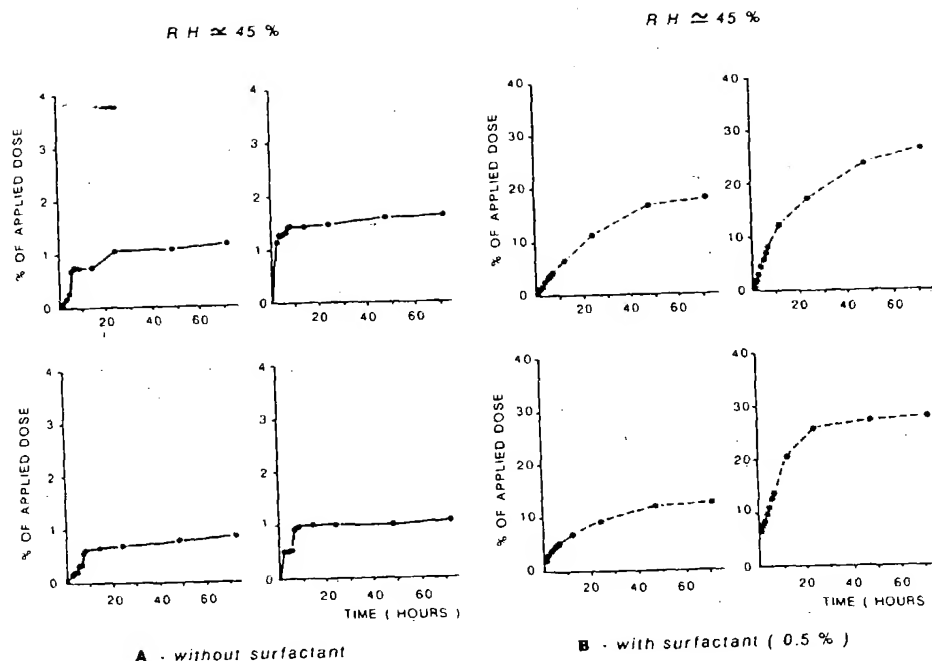 R H ≃ 45 %
R H ≃ 45 %
% OF APPLIED DOSE
4
3
2
1
0
20 40 60
4
3
2
1
0
20 40 60
% OF APPLIED DOSE
40
30
20
10
0
20 40 60
40
30
20
10
0
20 40 60
% OF APPLIED DOSE
4
3
2
1
0
20 40 60
4
3
2
1
0
20 40 60
TIME ( HOURS )
% OF APPLIED DOSE
40
30
20
10
0
20 40 60
40
30
20
10
0
20 40 60
TIME ( HOURS
A - without surfactant
B - with surfactant ( 0.5 % )